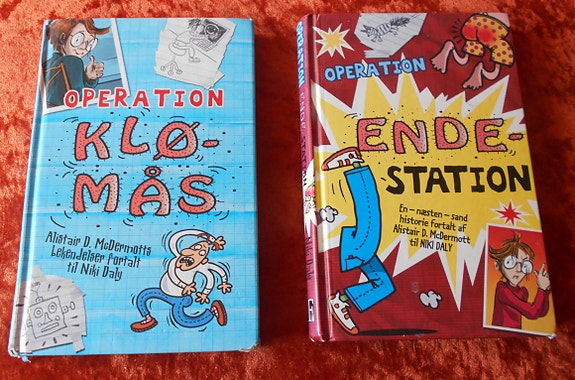 OPERATION
KLØ-
MÅS
Alistair D. McDermotts
bekendelser fortalt
til Niki Daly
OPERATION
ENDE-
STATION
En – næsten – sand
historie fortalt af
Alistair D. McDermott
til NIKI DALY